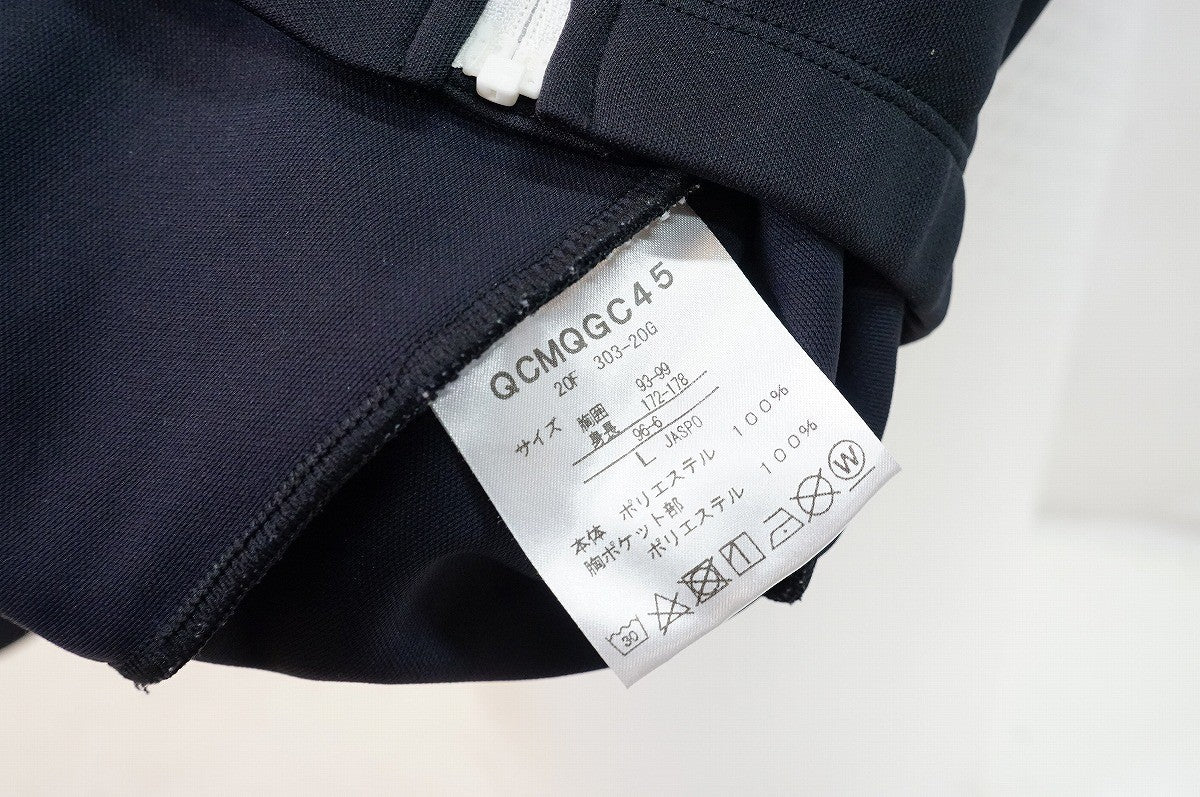 QCMQGC45
20F 303-20G
サイズ 胸囲 93-99
身長 172-178
96-6
L JASPO
本体 ポリエステル 100%
胸ポケット部
ポリエステル 100%
30 W